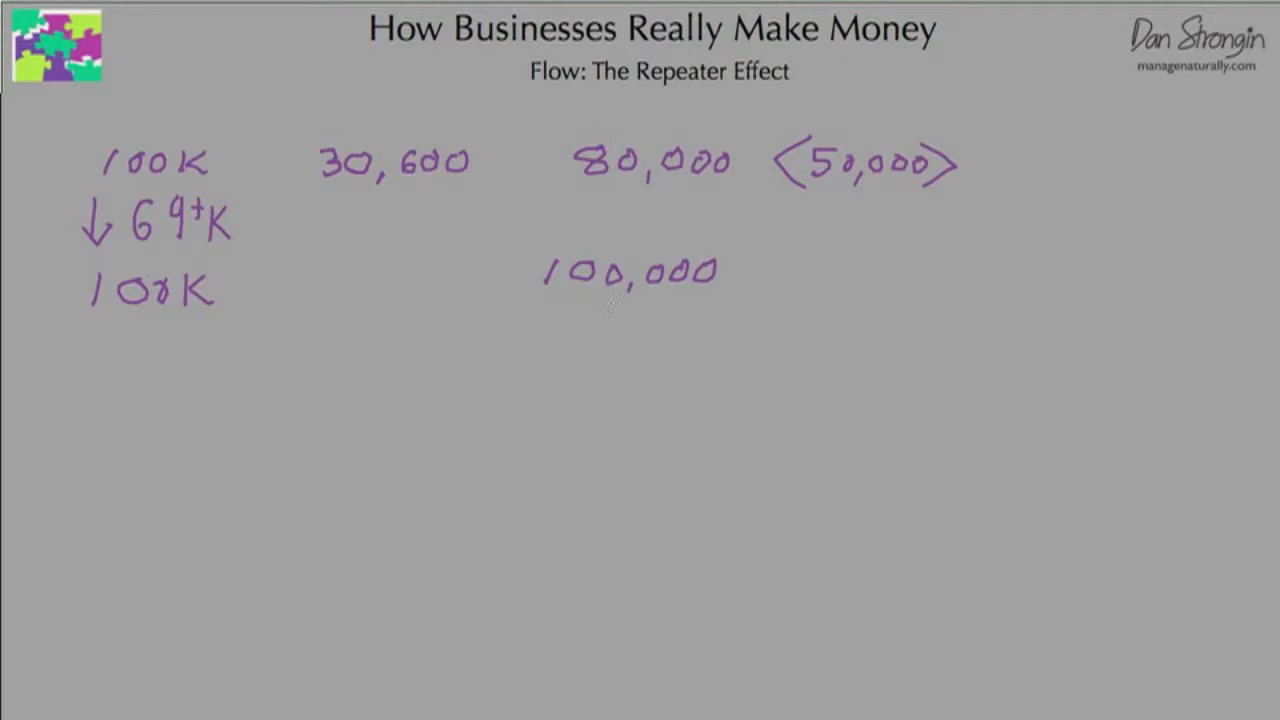 How Businesses Really Make Money
Flow: The Repeater Effect
Dan Strongin
managenaturally.com
100K 30,600 80,000 <50,000>
↓ 69+K
100K 100,000